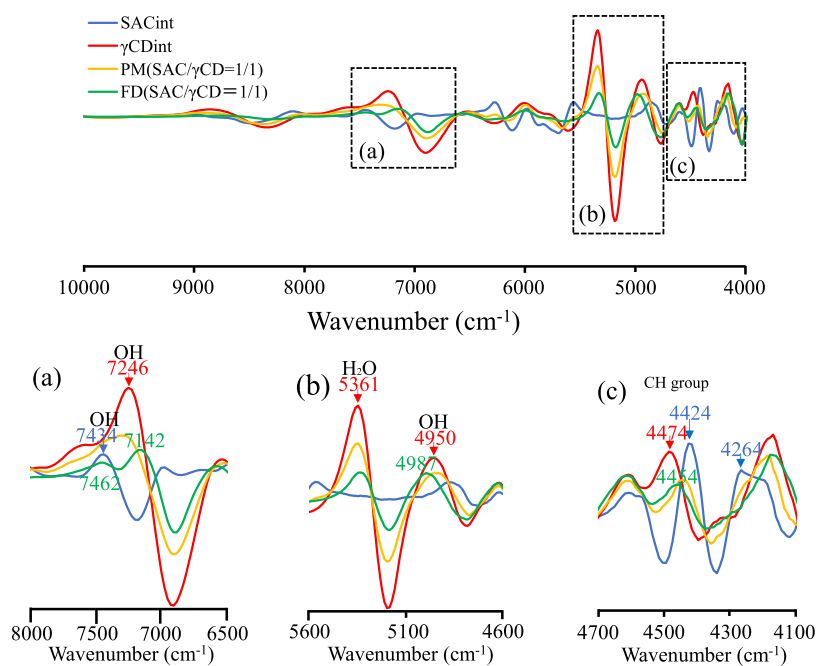 SACint
γCDint
PM(SAC/γCD=1/1)
FD(SAC/γCD＝1/1)
(a)
(b)
(c)
10000 9000 8000 7000 6000 5000 4000
Wavenumber (cm-1)
(a)
OH
7246
OH
7434
7142
7462
8000 7500 7000 6500
Wavenumber (cm-1)
(b)
H2O
5361
OH
4950
498
5600 5100 4600
Wavenumber (cm-1)
(c)
CH group
4424
4474
4264
4454
4700 4500 4300 4100
Wavenumber (cm-1)